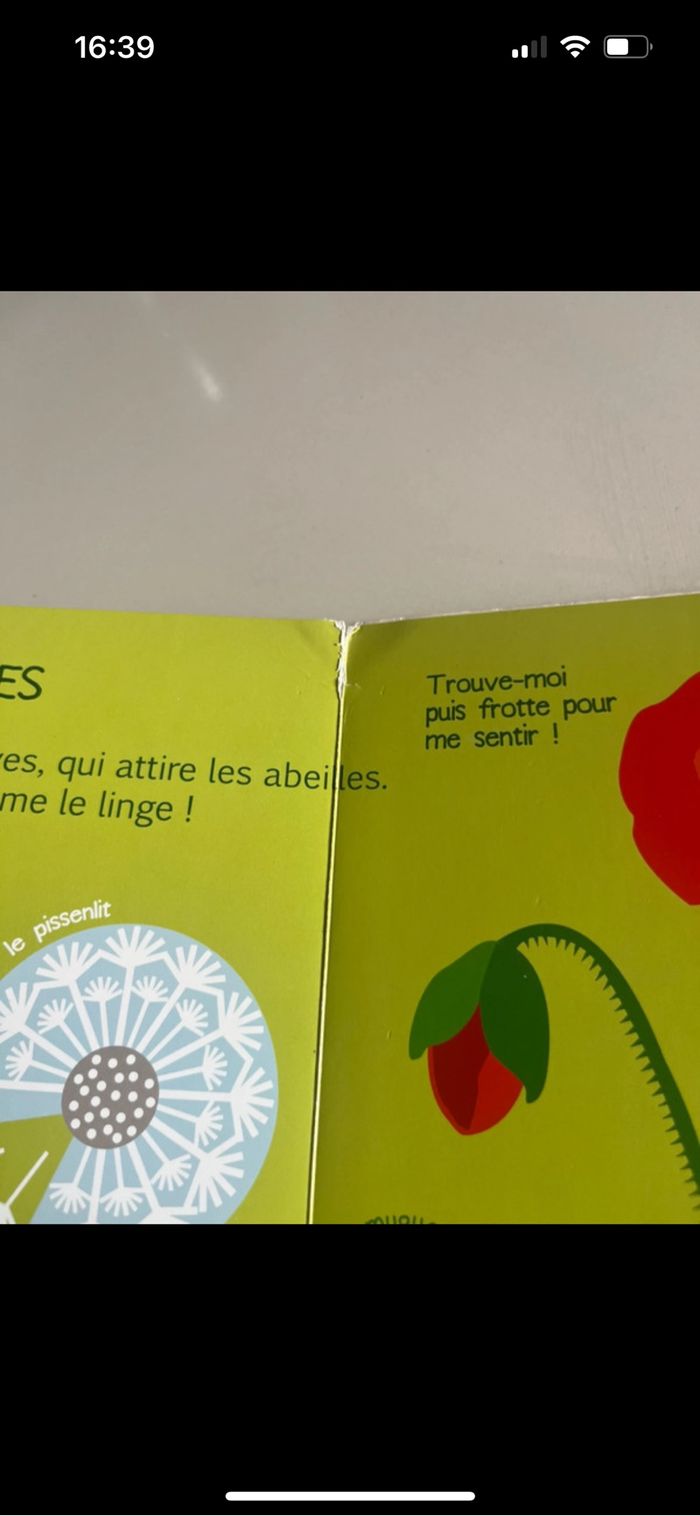 16:39
ES
es, qui attire les abeilles.
me le linge !
le pissenlit
Trouve-moi
puis frotte pour
me sentir !